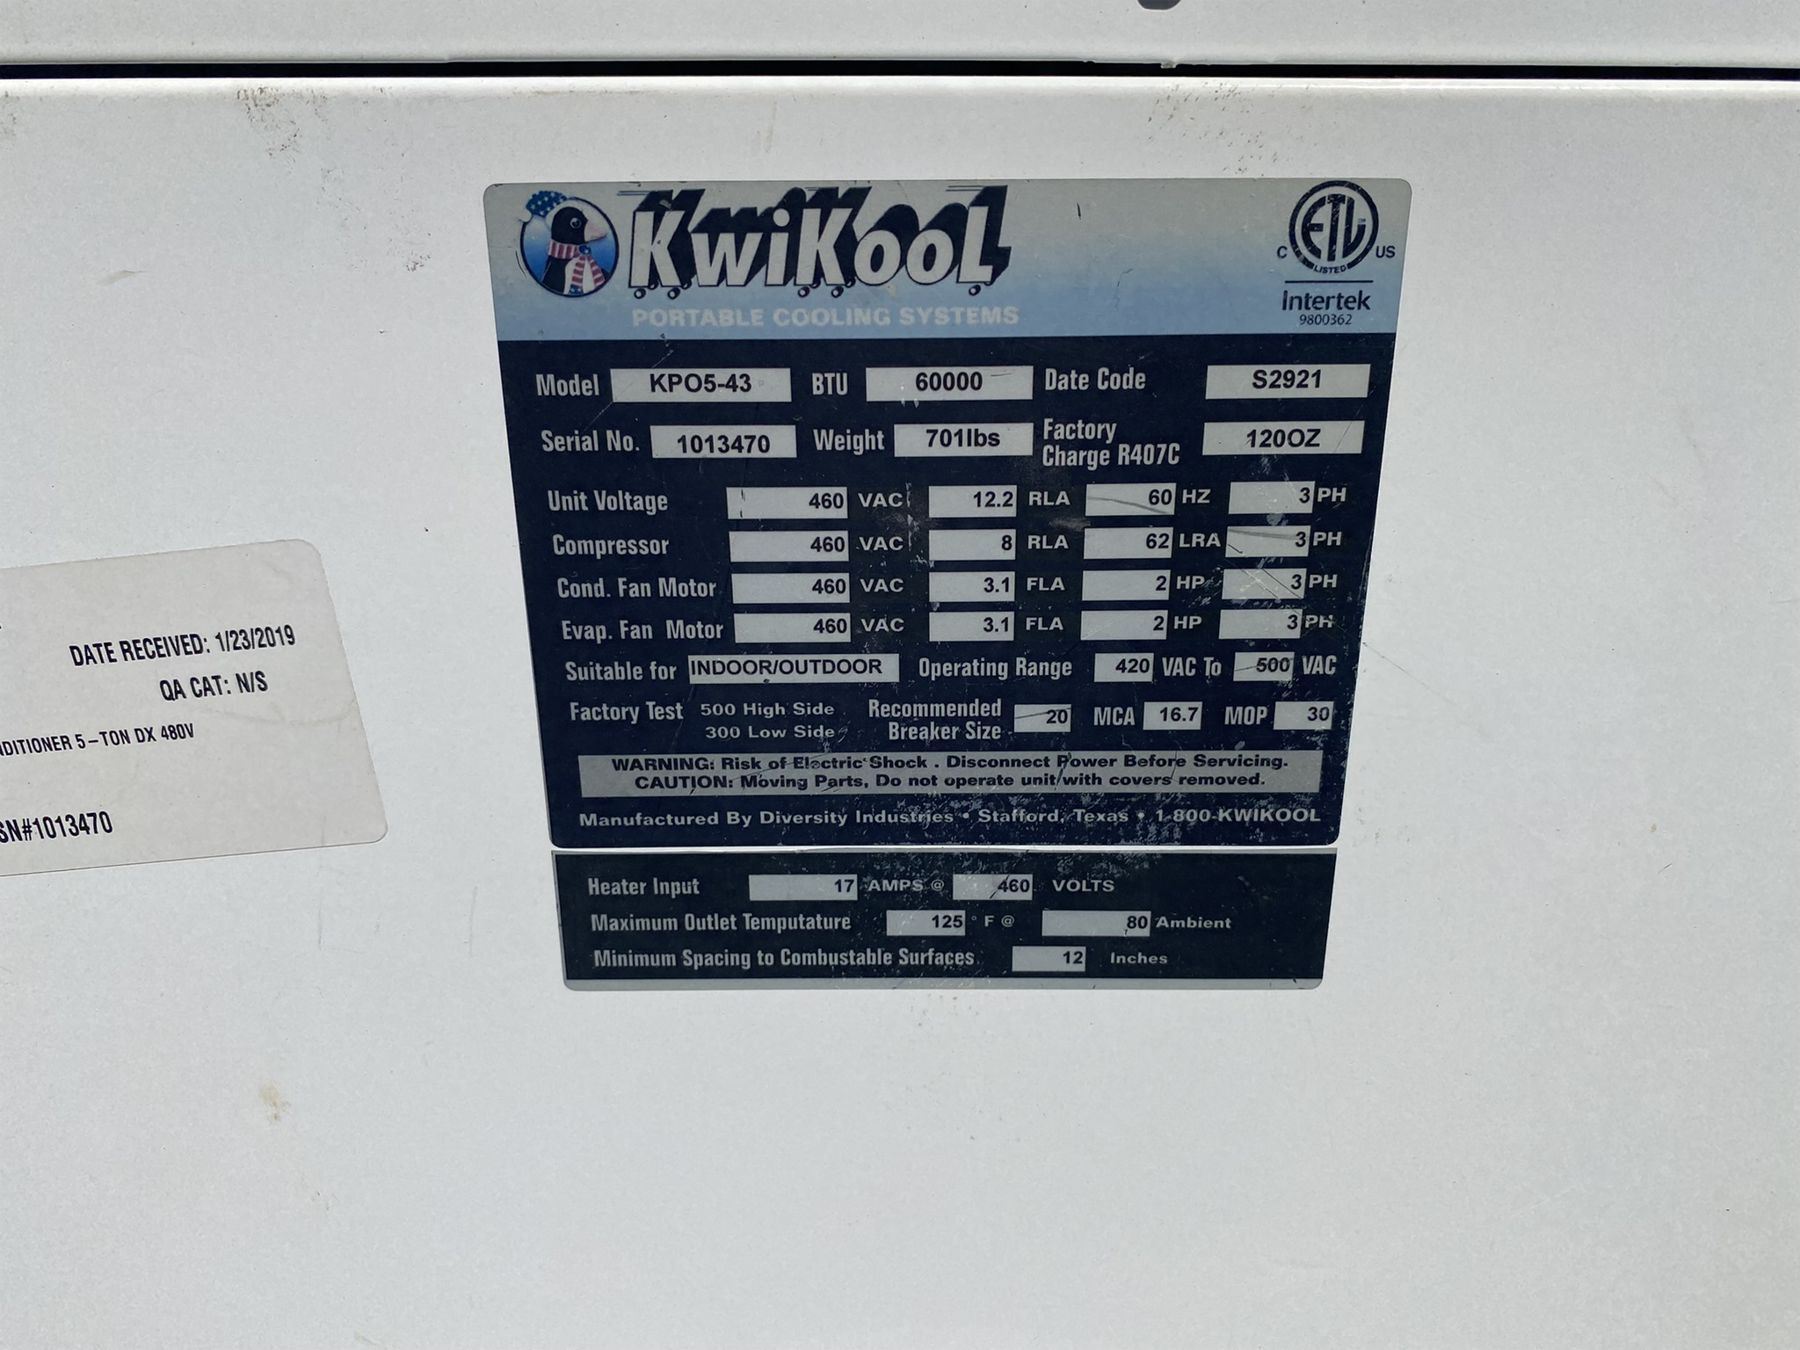 KwiKool
PORTABLE COOLING SYSTEMS
C ETL US
LISTED
Intertek
9800362
Model KPO5-43 BTU 60000 Date Code S2921
Serial No. 1013470 Weight 701lbs Factory Charge R407C 120OZ
Unit Voltage 460 VAC 12.2 RLA 60 HZ 3 PH
Compressor 460 VAC 8 RLA 62 LRA 3 PH
Cond. Fan Motor 460 VAC 3.1 FLA 2 HP 3 PH
Evap. Fan Motor 460 VAC 3.1 FLA 2 HP 3 PH
Suitable for INDOOR/OUTDOOR Operating Range 420 VAC To 500 VAC
Factory Test 500 High Side 300 Low Side Recommended Breaker Size 20 MCA 16.7 MOP 30
WARNING: Risk of Electric Shock . Disconnect Power Before Servicing.
CAUTION: Moving Parts, Do not operate unit with covers removed.
Manufactured By Diversity Industries • Stafford, Texas • 1-800-KWIKOOL
Heater Input 17 AMPS @ 460 VOLTS
Maximum Outlet Temputature 125 ° F @ 80 Ambient
Minimum Spacing to Combustable Surfaces 12 Inches
DATE RECEIVED: 1/23/2019
QA CAT: N/S
NDITIONER 5-TON DX 480V
SN#1013470